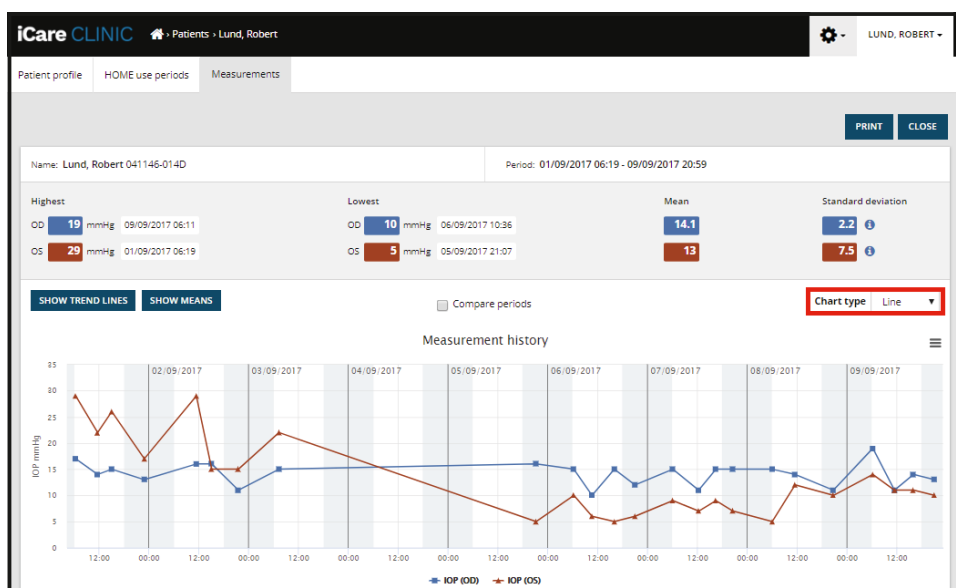 iCare CLINIC › Patients › Lund, Robert LUND, ROBERT
Patient profile HOME use periods Measurements
PRINT CLOSE
Name: Lund, Robert 041146-014D Period: 01/09/2017 06:19 - 09/09/2017 20:59
Highest Lowest Mean Standard deviation
OD 19 mmHg 09/09/2017 06:11 OD 10 mmHg 06/09/2017 10:36 14.1 2.2
OS 29 mmHg 01/09/2017 06:19 OS 5 mmHg 05/09/2017 21:07 13 7.5
SHOW TREND LINES SHOW MEANS Compare periods Chart type Line
Measurement history
35
02/09/2017 03/09/2017 04/09/2017 05/09/2017 06/09/2017 07/09/2017 08/09/2017 09/09/2017
30
25
20
15
10
5
0
IOP mmHg
12:00 00:00 12:00 00:00 12:00 00:00 12:00 00:00 12:00 00:00 12:00 00:00 12:00 00:00 12:00 00:00 12:00
IOP (OD) IOP (OS)